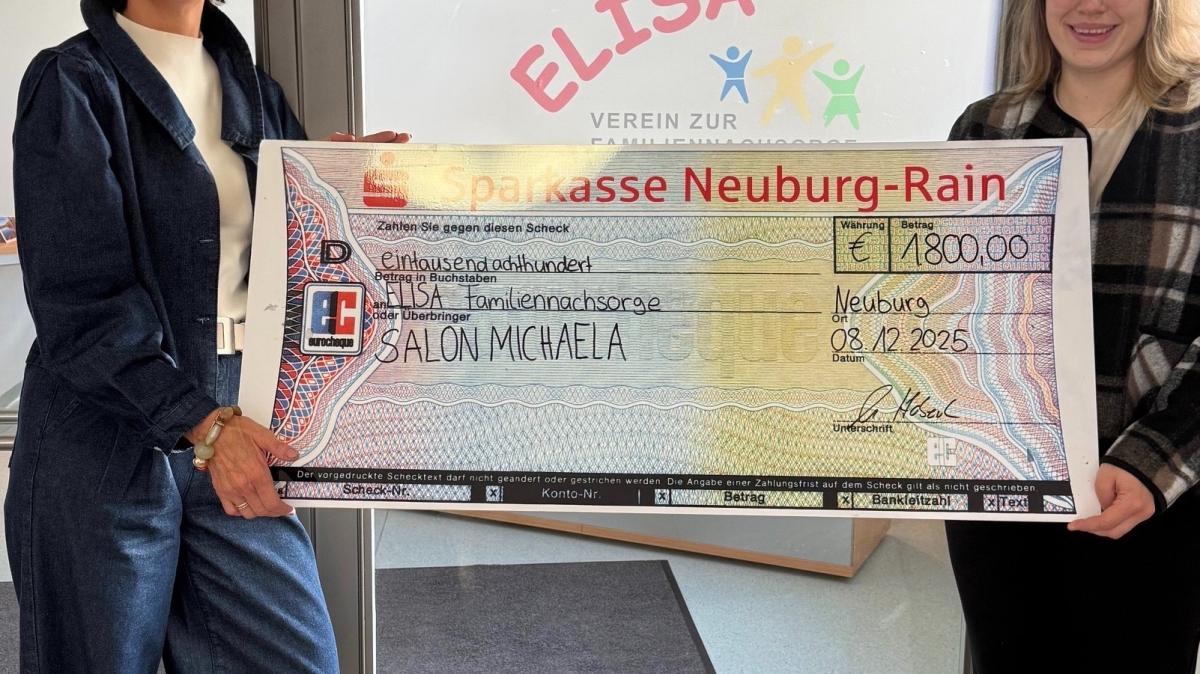 ELISA
VEREIN ZUR
FAMILIENNACHSORGE
Sparkasse Neuburg-Rain
Zahlen Sie gegen diesen Scheck
Währung Betrag
€ 1800,00
D
eintausendachthundert
Betrag in Buchstaben
an ELISA Familiennachsorge
oder Überbringer
Neuburg
Ort
ec
eurocheque
SALON MICHAELA
08.12.2025
Datum
Unterschrift
ec
Der vorgedruckte Schecktext darf nicht geändert oder gestrichen werden. Die Angabe einer Zahlungsfrist auf dem Scheck gilt als nicht geschrieben.
Scheck-Nr. X Konto-Nr. X Betrag X Bankleitzahl X Text